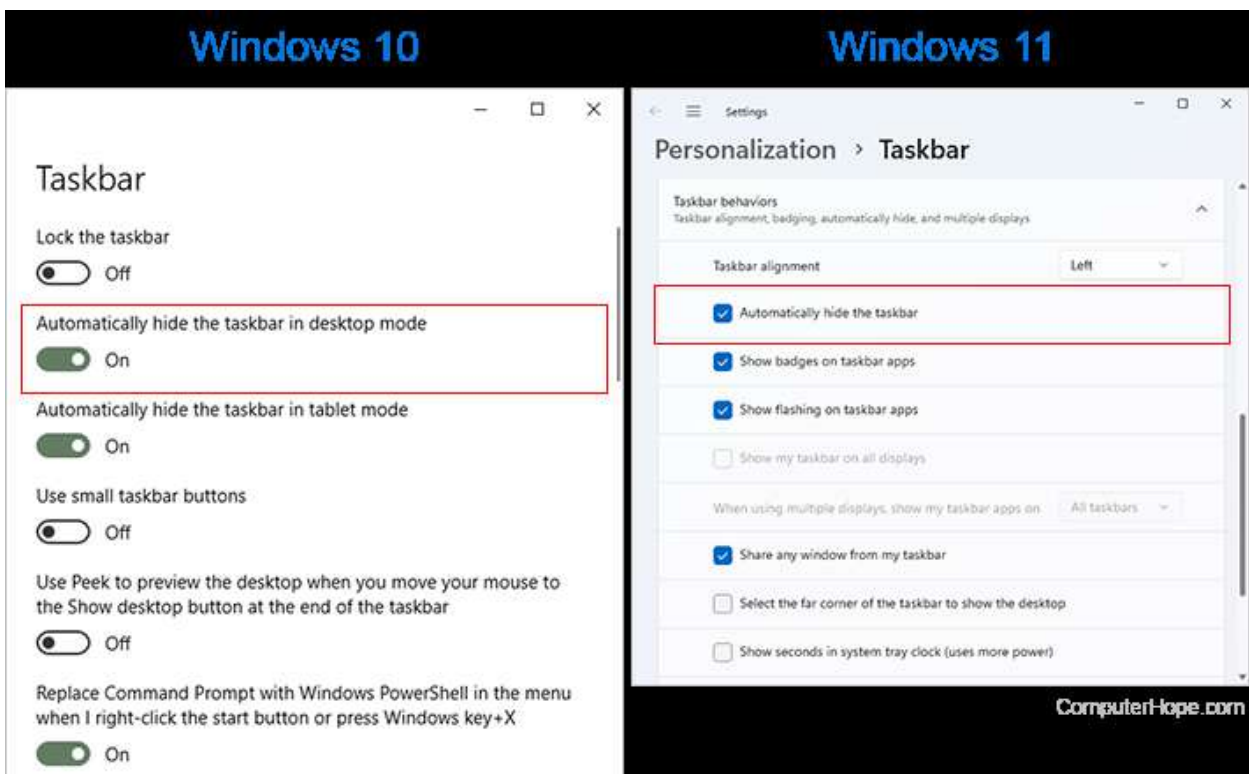 Windows 10
Taskbar
Lock the taskbar
Off
Automatically hide the taskbar in desktop mode
On
Automatically hide the taskbar in tablet mode
On
Use small taskbar buttons
Off
Use Peek to preview the desktop when you move your mouse to
the Show desktop button at the end of the taskbar
Off
Replace Command Prompt with Windows PowerShell in the menu
when I right-click the start button or press Windows key+X
On
Windows 11
Settings
Personalization > Taskbar
Taskbar behaviors
Taskbar alignment, badging, automatically hide, and multiple displays
Taskbar alignment Left
Automatically hide the taskbar
Show badges on taskbar apps
Show flashing on taskbar apps
Show my taskbar on all displays
When using multiple displays, show my taskbar apps on All taskbars
Share any window from my taskbar
Select the far corner of the taskbar to show the desktop
Show seconds in system tray clock (uses more power)
ComputerHope.com